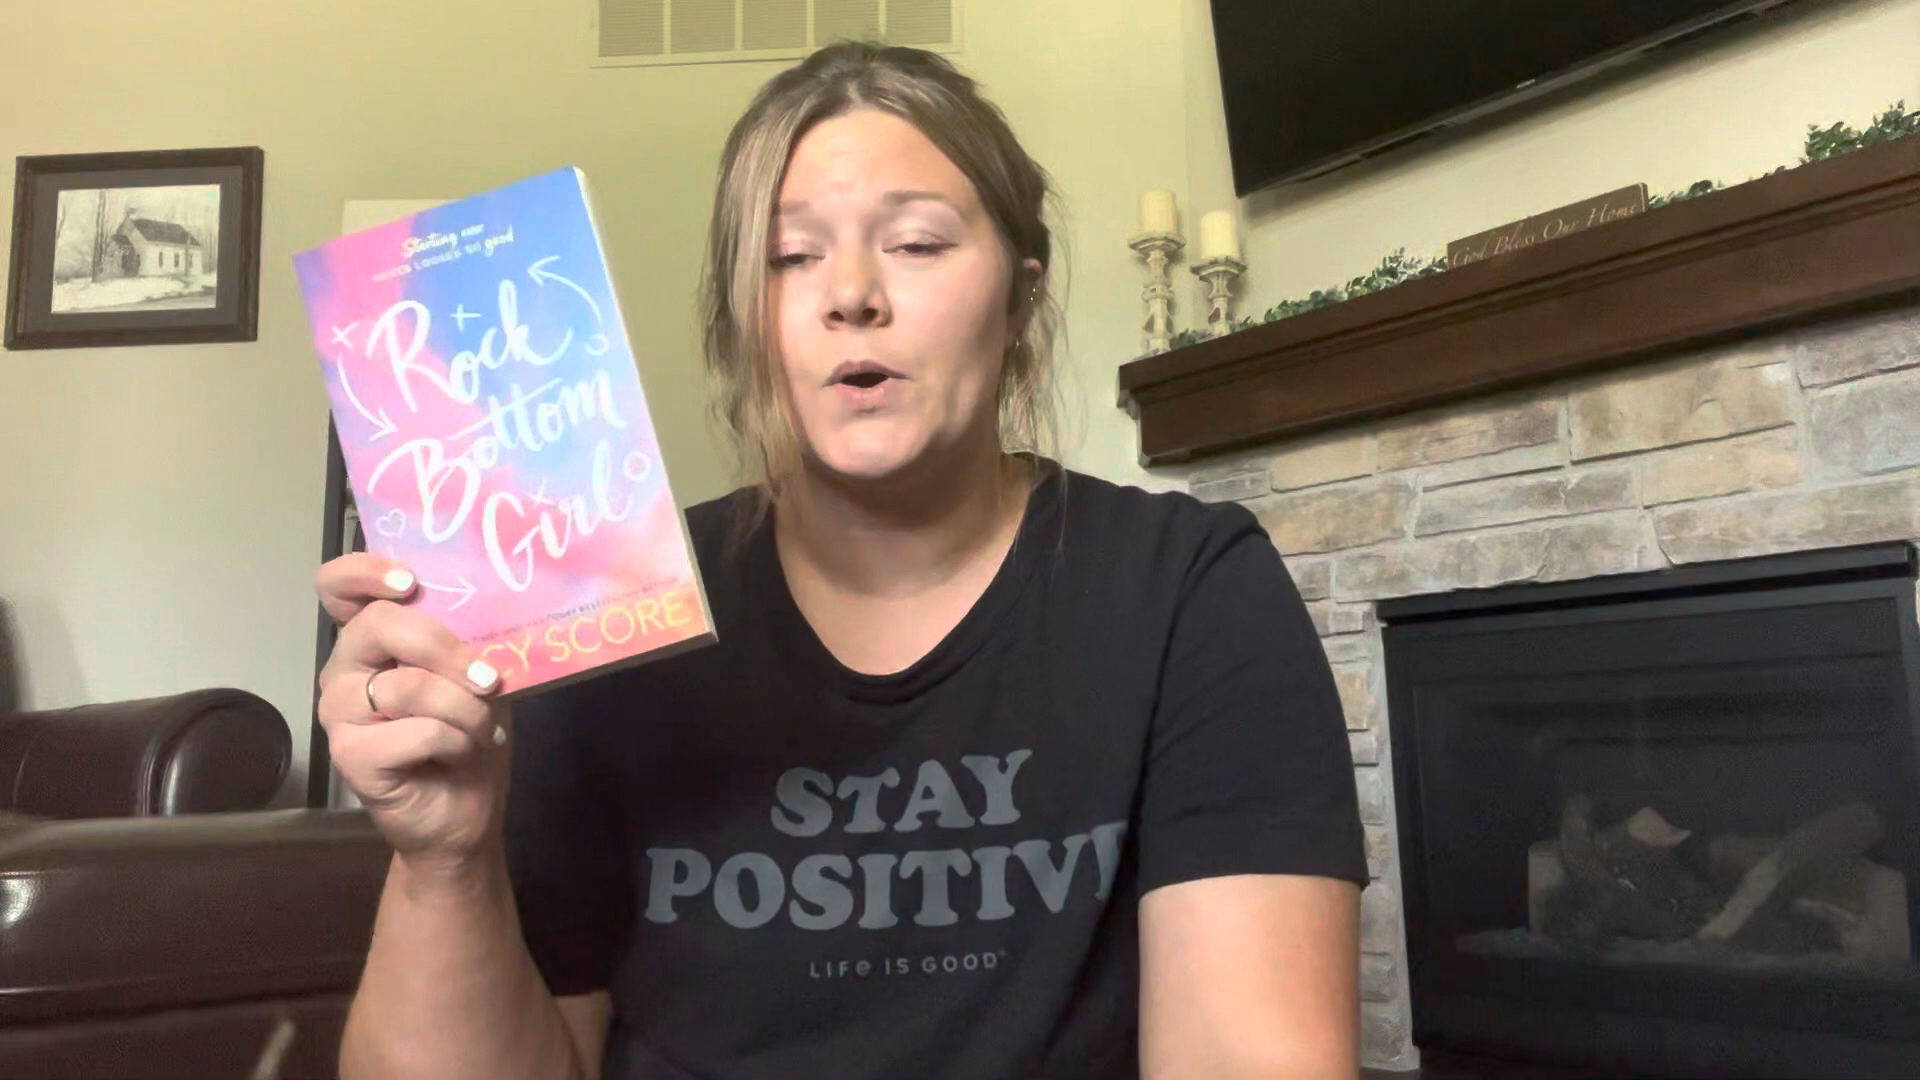 Starting over
never looked so good
Rock
Bottom
Girl
CY SCORE
STAY
POSITIVE
LIFE IS GOOD
God Bless Our Home